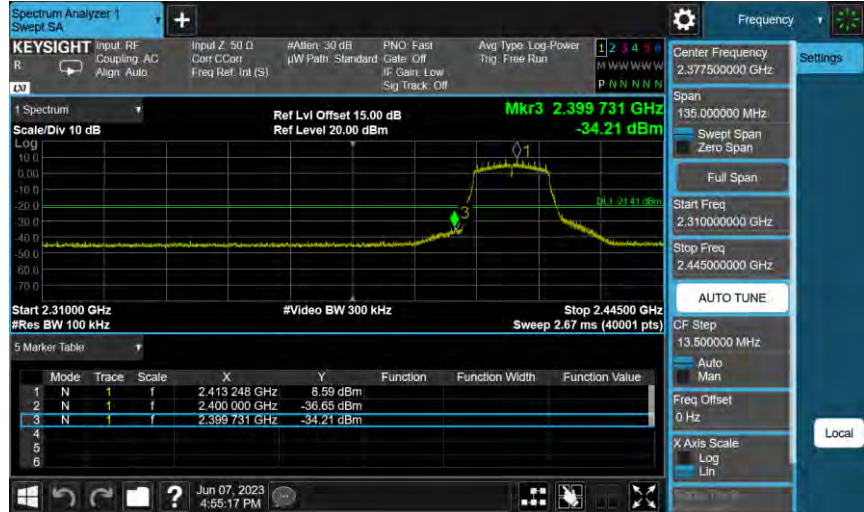 Spectrum Analyzer 1
Swept SA
+
Frequency
KEYSIGHT Input: RF Input Z: 50 Ω #Atten: 30 dB PNO: Fast Avg Type: Log-Power 1 2 3 4 5 6
R Coupling: AC Corr CCorr µW Path: Standard Gate: Off Trig: Free Run M W W W W W
Align: Auto Freq Ref: Int (S) IF Gain: Low P N N N N N
LXI Sig Track: Off
1 Spectrum Ref Lvl Offset 15.00 dB Mkr3 2.399 731 GHz
Scale/Div 10 dB Ref Level 20.00 dBm -34.21 dBm
Log
10.0
0.00
-10.0
-20.0
-30.0
-40.0
-50.0
-60.0
-70.0
1
3
DL1 -21.41 dBm
Start 2.31000 GHz #Video BW 300 kHz Stop 2.44500 GHz
#Res BW 100 kHz Sweep 2.67 ms (40001 pts)
5 Marker Table
Mode Trace Scale X Y Function Function Width Function Value
1 N 1 f 2.413 248 GHz 8.59 dBm
2 N 1 f 2.400 000 GHz -36.65 dBm
3 N 1 f 2.399 731 GHz -34.21 dBm
4
5
6
? Jun 07, 2023
4:55:17 PM
Center Frequency
2.377500000 GHz
Settings
Span
135.000000 MHz
Swept Span
Zero Span
Full Span
Start Freq
2.310000000 GHz
Stop Freq
2.445000000 GHz
AUTO TUNE
CF Step
13.500000 MHz
Auto
Man
Freq Offset
0 Hz
X Axis Scale
Log
Lin
Local